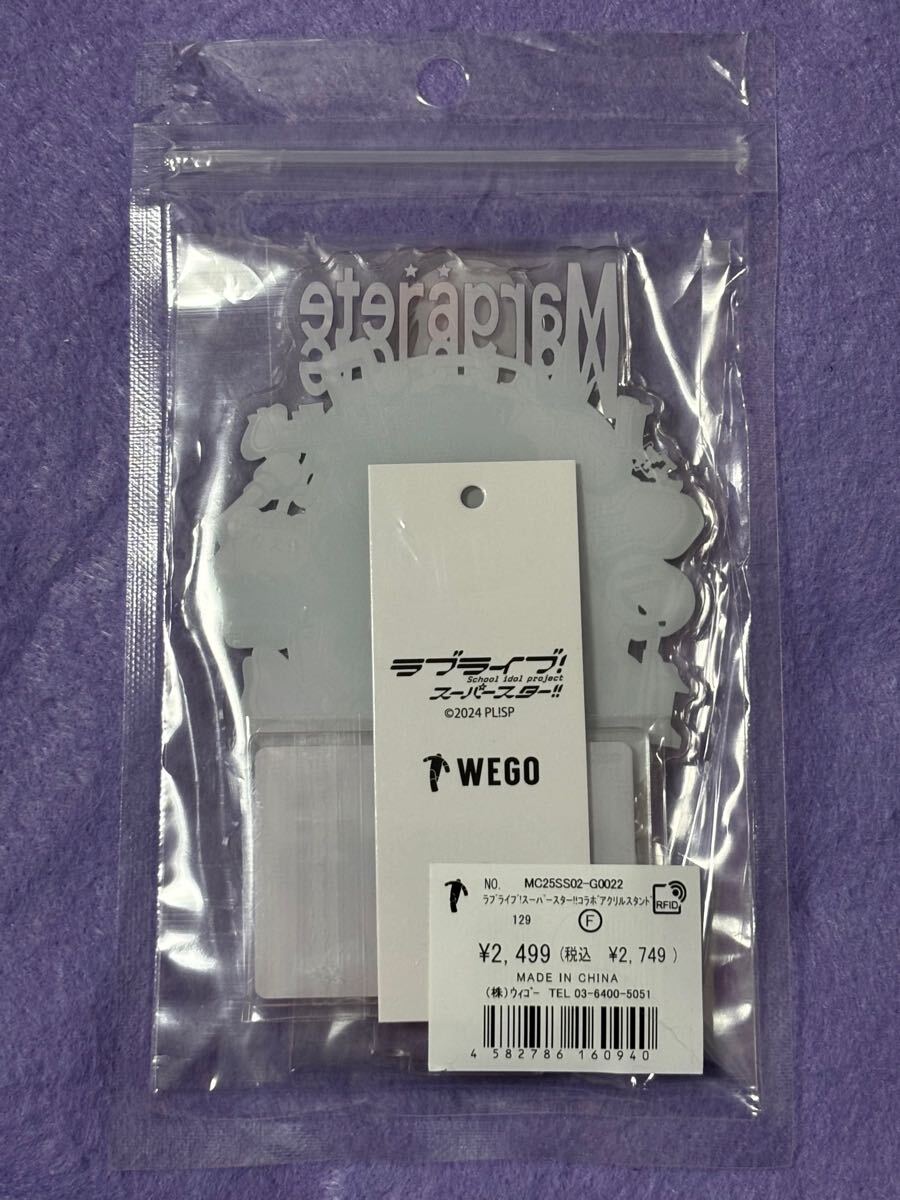 Margarete
ラブライブ!
School idol project
スーパースター!!
©2024 PL!SP
WEGO
NO. MC25SS02-G0022
ﾗﾌﾞﾗｲﾌﾞ!ｽｰﾊﾟｰｽﾀｰ!!ｺﾗﾎﾞｱｸﾘﾙｽﾀﾝﾄﾞ
RFID
129 F
¥2,499 (税込 ¥2,749 )
MADE IN CHINA
(株)ｳｨｺﾞｰ TEL 03-6400-5051
4 582786 160940